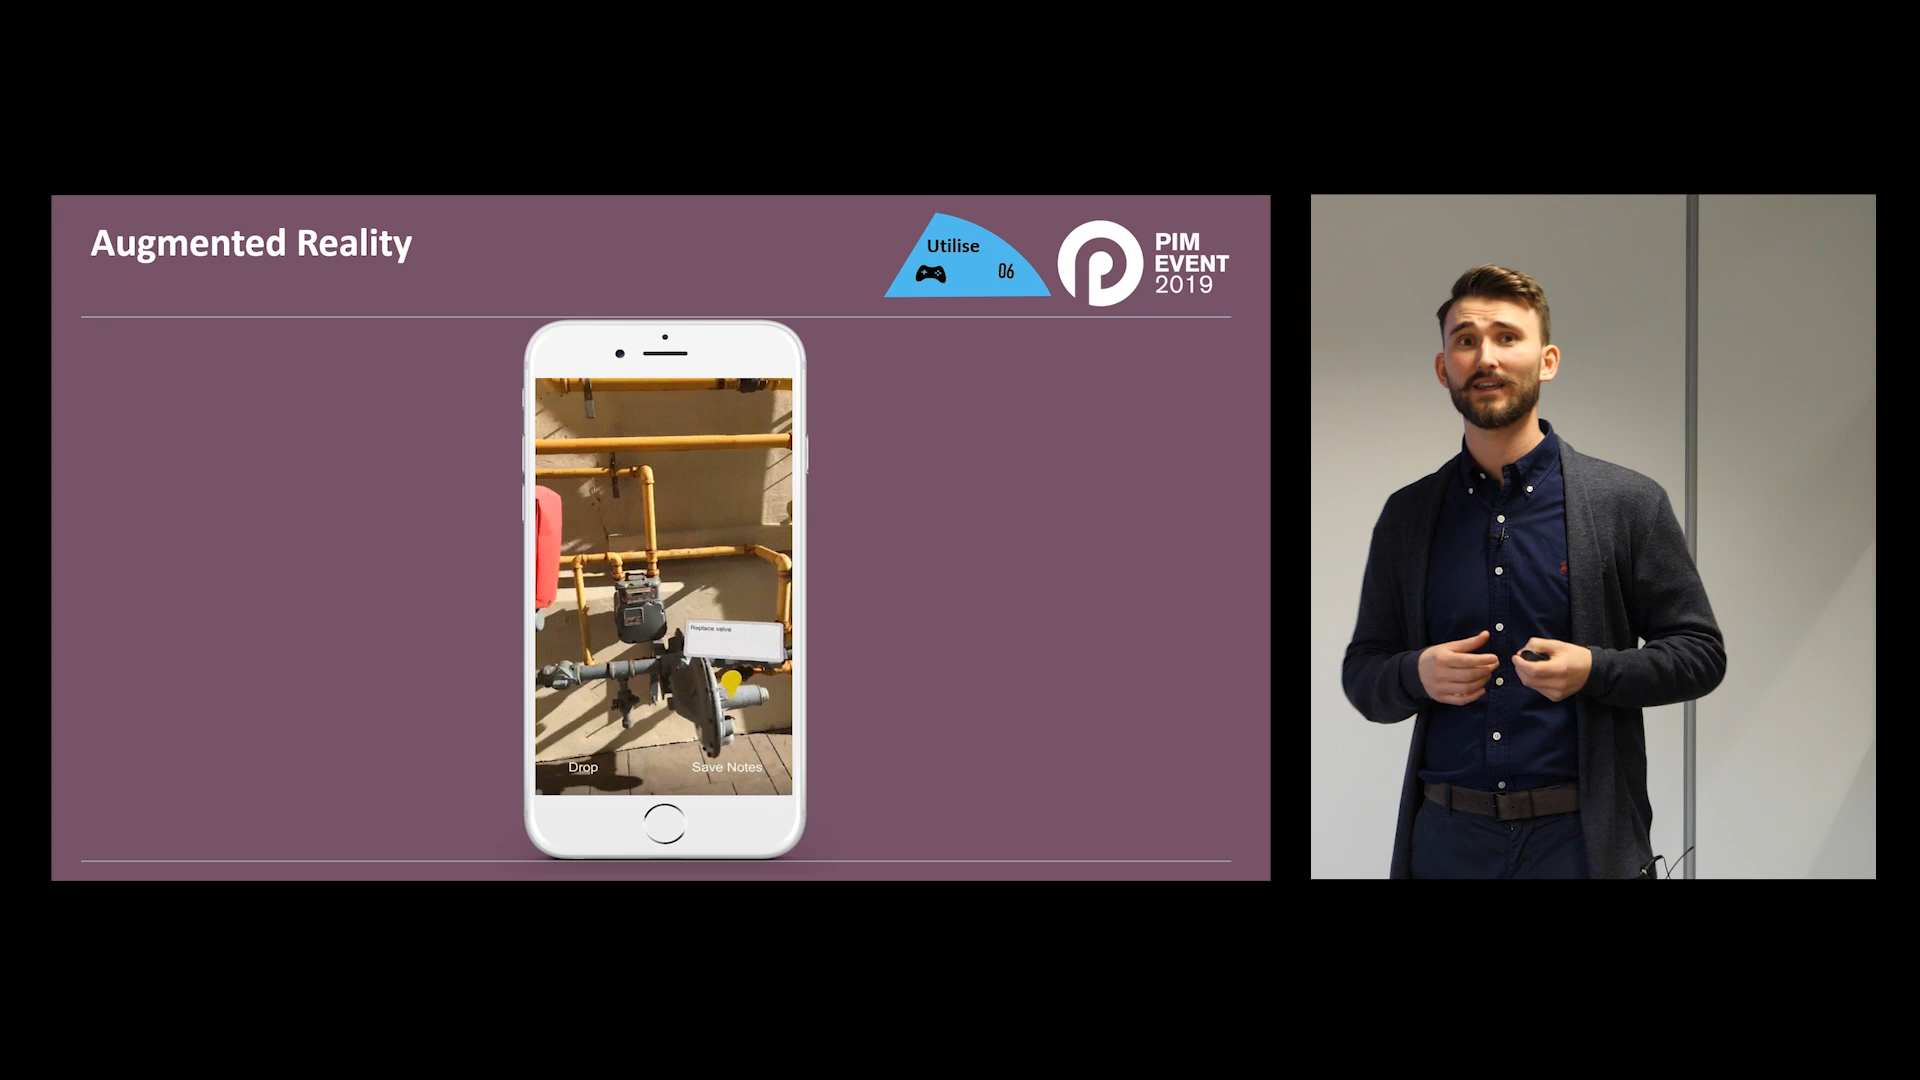 Augmented Reality
Utilise
06
PIM
EVENT
2019
Replace valve
Drop
Save Notes